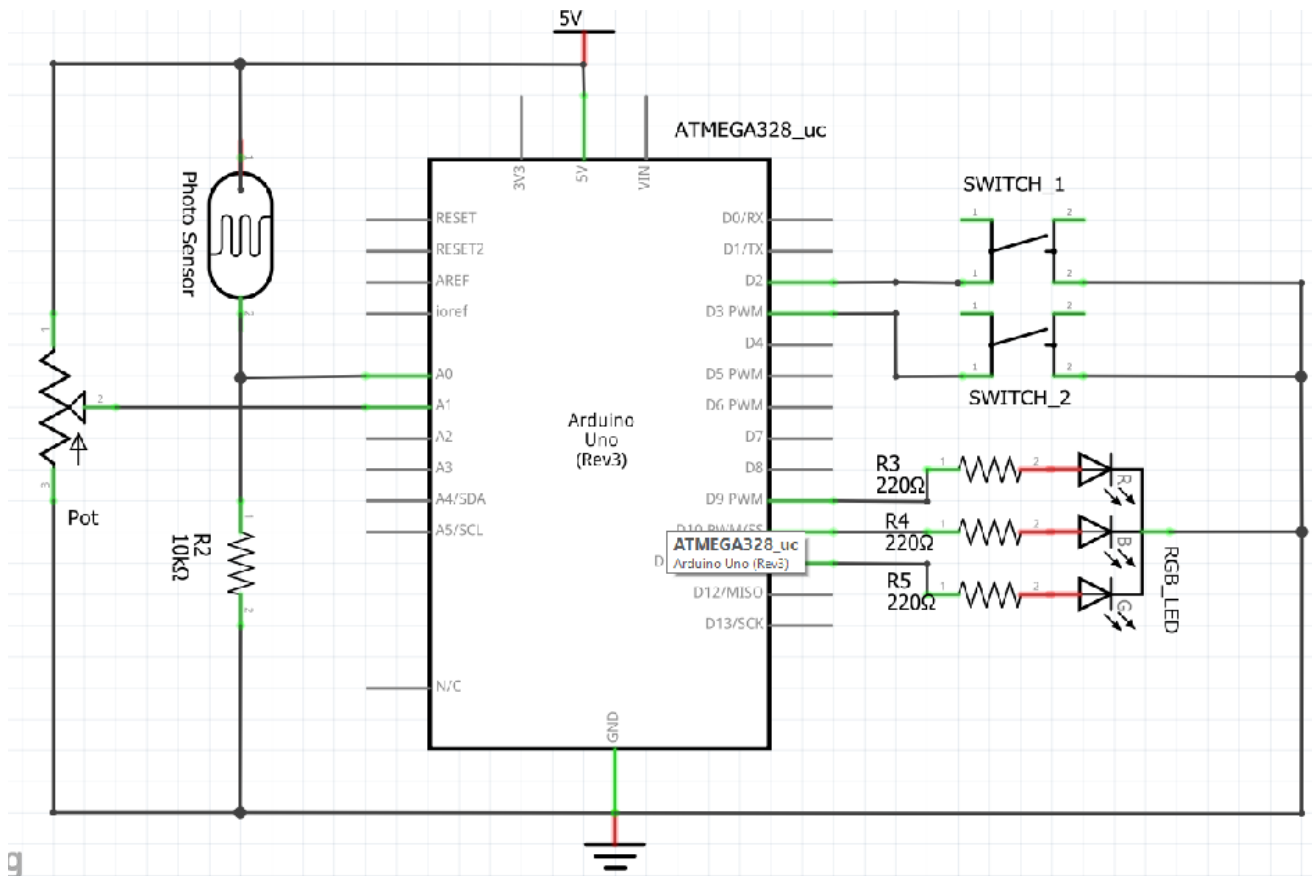 5V
ATMEGA328_uc
3V3
5V
VIN
Photo Sensor
1
2
RESET
RESET2
AREF
ioref
A0
A1
A2
A3
A4/SDA
A5/SCL
N/C
Arduino
Uno
(Rev3)
GND
D0/RX
D1/TX
D2
D3 PWM
D4
D5 PWM
D6 PWM
D7
D8
D9 PWM
D10 PWM/SS
ATMEGA328_uc
Arduino Uno (Rev3)
D
D12/MISO
D13/SCK
1
2
3
Pot
R2
10kΩ
1
2
SWITCH_1
1 2
1 2
1 2
1 2
SWITCH_2
R3
220Ω
1 2
R
R4
220Ω
1 2
B
R5
220Ω
1 2
G
RGB_LED
g